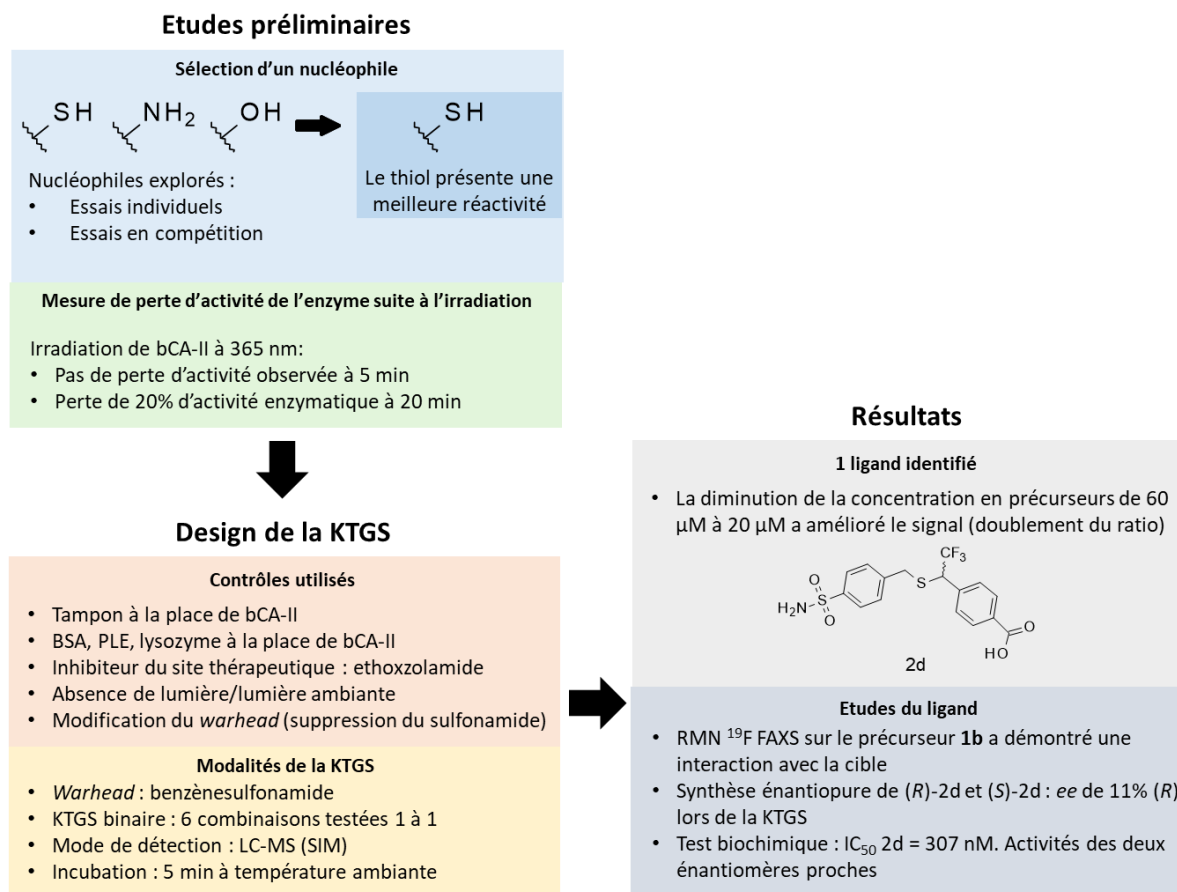 Etudes préliminaires
Sélection d'un nucléophile
SH
NH2
OH
SH
Nucléophiles explorés :
• Essais individuels
• Essais en compétition
Le thiol présente une
meilleure réactivité
Mesure de perte d'activité de l'enzyme suite à l'irradiation
Irradiation de bCA-II à 365 nm:
• Pas de perte d'activité observée à 5 min
• Perte de 20% d'activité enzymatique à 20 min
Design de la KTGS
Contrôles utilisés
• Tampon à la place de bCA-II
• BSA, PLE, lysozyme à la place de bCA-II
• Inhibiteur du site thérapeutique : ethoxzolamide
• Absence de lumière/lumière ambiante
• Modification du warhead (suppression du sulfonamide)
Modalités de la KTGS
• Warhead : benzènesulfonamide
• KTGS binaire : 6 combinaisons testées 1 à 1
• Mode de détection : LC-MS (SIM)
• Incubation : 5 min à température ambiante
Résultats
1 ligand identifié
• La diminution de la concentration en précurseurs de 60
µM à 20 µM a amélioré le signal (doublement du ratio)
CF3
O
S
H2N
S
O
O
HO
2d
Etudes du ligand
• RMN 19F FAXS sur le précurseur 1b a démontré une
interaction avec la cible
• Synthèse énantiopure de (R)-2d et (S)-2d : ee de 11% (R)
lors de la KTGS
• Test biochimique : IC50 2d = 307 nM. Activités des deux
énantiomères proches